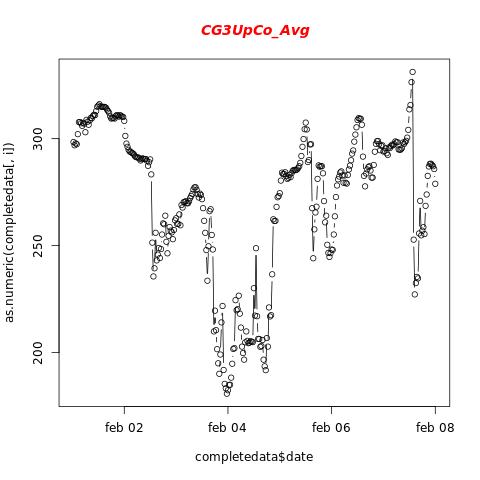 CG3UpCo_Avg
as.numeric(completedata[, i])
300
250
200
feb 02
feb 04
feb 06
feb 08
completedata$date